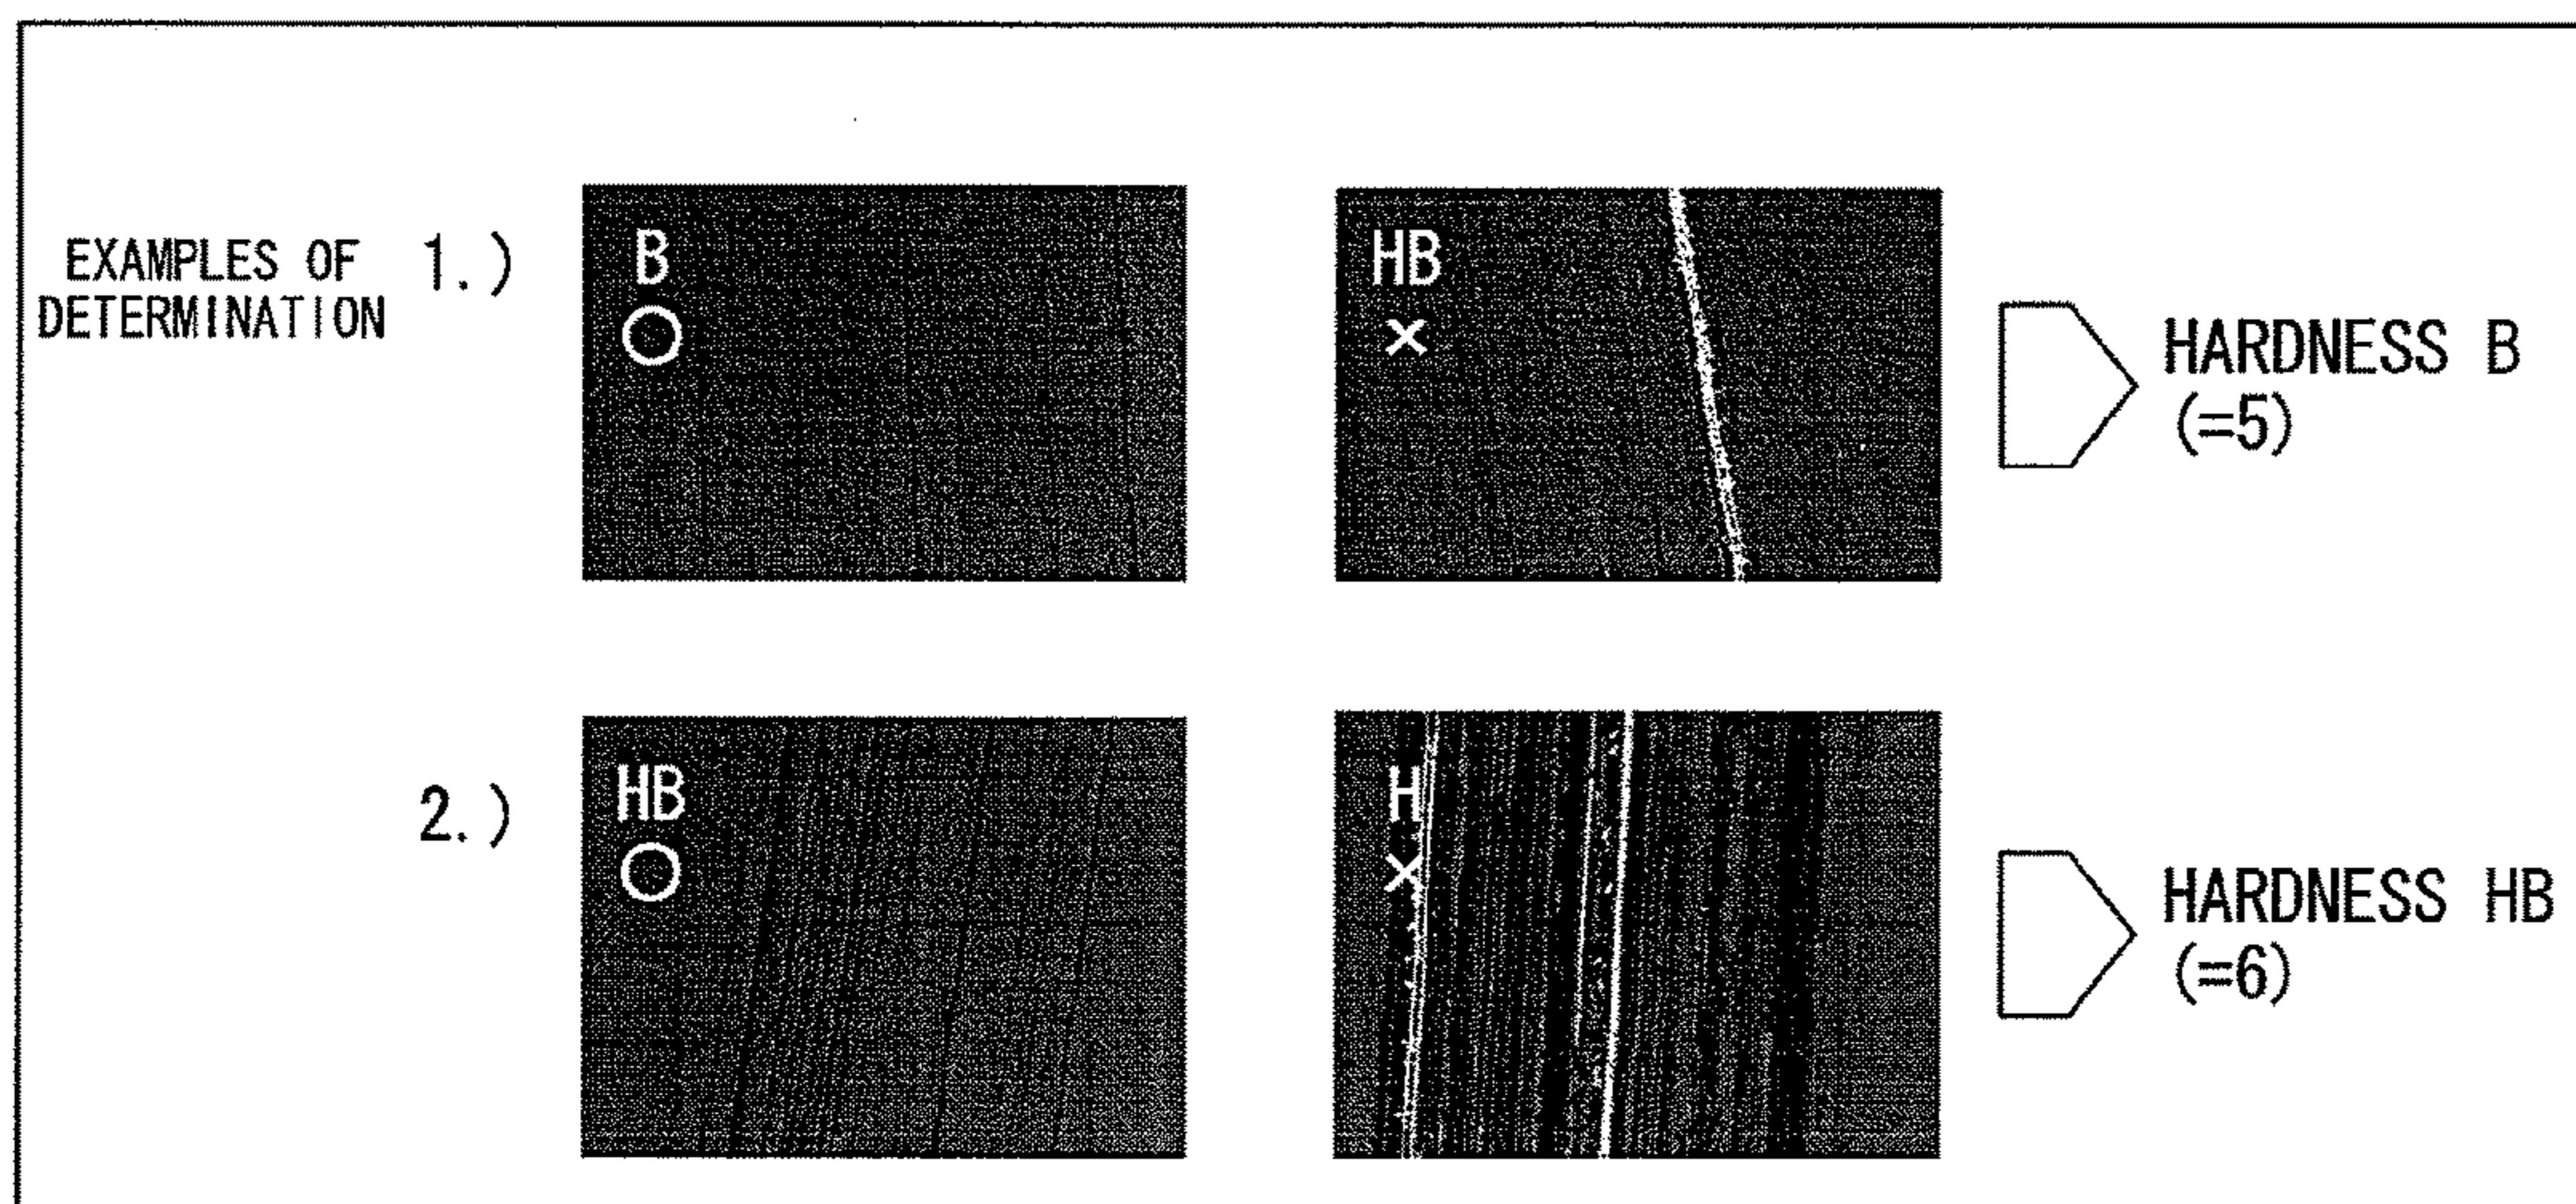 EXAMPLES OF
DETERMINATION
1.)
B
○
HB
×
HARDNESS B
(=5)
2.)
HB
○
H
×
HARDNESS HB
(=6)